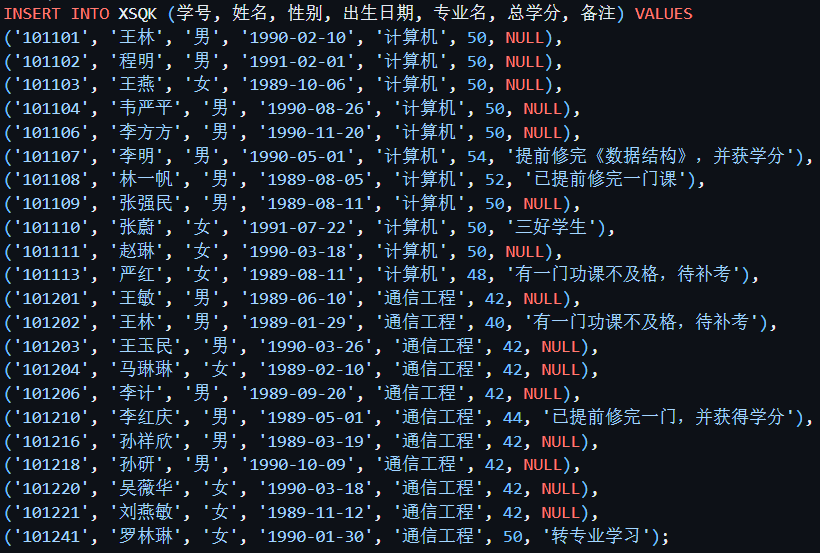 INSERT INTO XSQK (学号, 姓名, 性别, 出生日期, 专业名, 总学分, 备注) VALUES
('101101', '王林', '男', '1990-02-10', '计算机', 50, NULL),
('101102', '程明', '男', '1991-02-01', '计算机', 50, NULL),
('101103', '王燕', '女', '1989-10-06', '计算机', 50, NULL),
('101104', '韦严平', '男', '1990-08-26', '计算机', 50, NULL),
('101106', '李方方', '男', '1990-11-20', '计算机', 50, NULL),
('101107', '李明', '男', '1990-05-01', '计算机', 54, '提前修完《数据结构》，并获学分'),
('101108', '林一帆', '男', '1989-08-05', '计算机', 52, '已提前修完一门课'),
('101109', '张强民', '男', '1989-08-11', '计算机', 50, NULL),
('101110', '张蔚', '女', '1991-07-22', '计算机', 50, '三好学生'),
('101111', '赵琳', '女', '1990-03-18', '计算机', 50, NULL),
('101113', '严红', '女', '1989-08-11', '计算机', 48, '有一门功课不及格，待补考'),
('101201', '王敏', '男', '1989-06-10', '通信工程', 42, NULL),
('101202', '王林', '男', '1989-01-29', '通信工程', 40, '有一门功课不及格，待补考'),
('101203', '王玉民', '男', '1990-03-26', '通信工程', 42, NULL),
('101204', '马琳琳', '女', '1989-02-10', '通信工程', 42, NULL),
('101206', '李计', '男', '1989-09-20', '通信工程', 42, NULL),
('101210', '李红庆', '男', '1989-05-01', '通信工程', 44, '已提前修完一门，并获得学分'),
('101216', '孙祥欣', '男', '1989-03-19', '通信工程', 42, NULL),
('101218', '孙研', '男', '1990-10-09', '通信工程', 42, NULL),
('101220', '吴薇华', '女', '1990-03-18', '通信工程', 42, NULL),
('101221', '刘燕敏', '女', '1989-11-12', '通信工程', 42, NULL),
('101241', '罗林琳', '女', '1990-01-30', '通信工程', 50, '转专业学习');